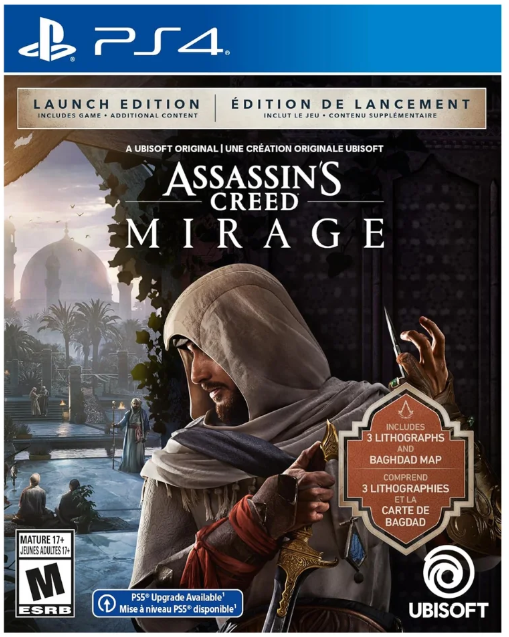 PS4
LAUNCH EDITION
INCLUDES GAME • ADDITIONAL CONTENT
ÉDITION DE LANCEMENT
INCLUT LE JEU • CONTENU SUPPLÉMENTAIRE
A UBISOFT ORIGINAL | UNE CRÉATION ORIGINALE UBISOFT
ASSASSIN'S
CREED
MIRAGE
INCLUDES
3 LITHOGRAPHS
AND
BAGHDAD MAP
COMPREND
3 LITHOGRAPHIES
ET LA
CARTE DE
BAGDAD
MATURE 17+
JEUNES ADULTES 17+
M
ESRB
PS5® Upgrade Available¹
Mise à niveau PS5® disponible¹
UBISOFT